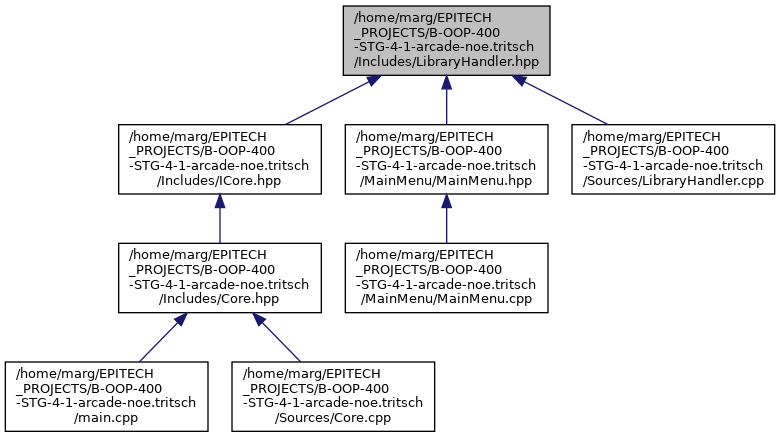 /home/marg/EPITECH
_PROJECTS/B-OOP-400
-STG-4-1-arcade-noe.tritsch
/Includes/LibraryHandler.hpp
/home/marg/EPITECH
_PROJECTS/B-OOP-400
-STG-4-1-arcade-noe.tritsch
/Includes/ICore.hpp
/home/marg/EPITECH
_PROJECTS/B-OOP-400
-STG-4-1-arcade-noe.tritsch
/MainMenu/MainMenu.hpp
/home/marg/EPITECH
_PROJECTS/B-OOP-400
-STG-4-1-arcade-noe.tritsch
/Sources/LibraryHandler.cpp
/home/marg/EPITECH
_PROJECTS/B-OOP-400
-STG-4-1-arcade-noe.tritsch
/Includes/Core.hpp
/home/marg/EPITECH
_PROJECTS/B-OOP-400
-STG-4-1-arcade-noe.tritsch
/MainMenu/MainMenu.cpp
/home/marg/EPITECH
_PROJECTS/B-OOP-400
-STG-4-1-arcade-noe.tritsch
/main.cpp
/home/marg/EPITECH
_PROJECTS/B-OOP-400
-STG-4-1-arcade-noe.tritsch
/Sources/Core.cpp